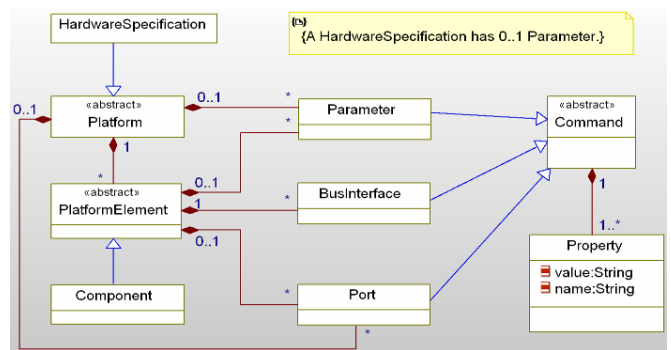 HardwareSpecification
{A HardwareSpecification has 0..1 Parameter.}
0..1
«abstract»
Platform
0..1
*
Parameter
*
«abstract»
Command
1
*
«abstract»
PlatformElement
0..1
1
0..1
*
BusInterface
1
1..*
Property
value:String
name:String
Component
*
Port
*